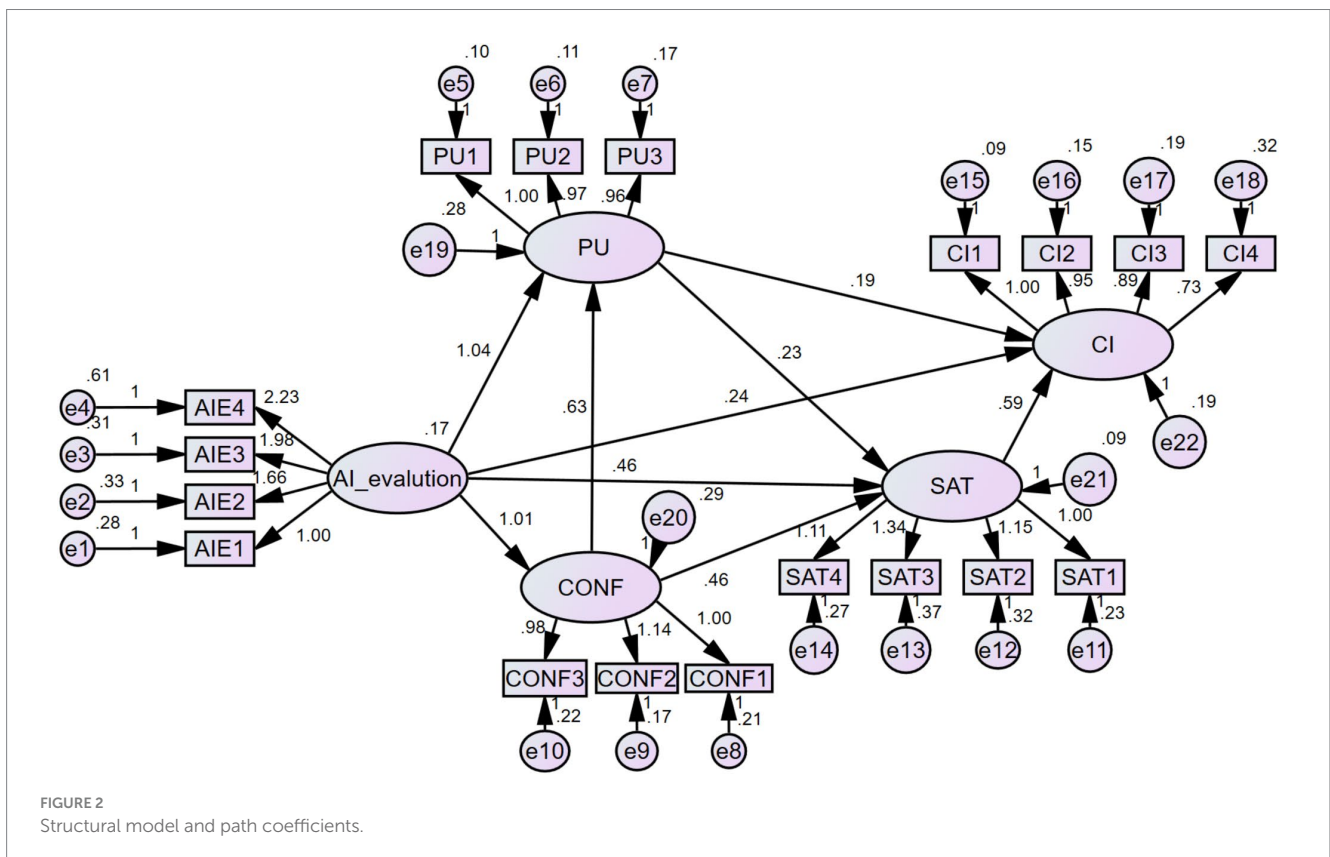 .10 .11 .17
e5 e6 e7
1 1 1
PU1 PU2 PU3
1.00 .97 .96
.28
e19 1 PU
.09 .15 .19 .32
e15 e16 e17 e18
1 1 1 1
CI1 CI2 CI3 CI4
1.00 .95 .89 .73
CI
.19
.23
1.04
.24
.63
.59
1 .19
e22
.61
e4 1 AIE4 2.23
.31
e3 1 AIE3 1.98
.33
e2 1 AIE2 1.66
.28
e1 1 AIE1 1.00
.17
AI_evalution
.46
1.01
.29
e20
1
CONF
.46
SAT
.09
1 e21
1.11 1.34 1.15 1.00
SAT4 SAT3 SAT2 SAT1
1 1 1 1
.27 .37 .32 .23
e14 e13 e12 e11
.98 1.14 1.00
CONF3 CONF2 CONF1
1 1 1
.22 .17 .21
e10 e9 e8
FIGURE 2
Structural model and path coefficients.